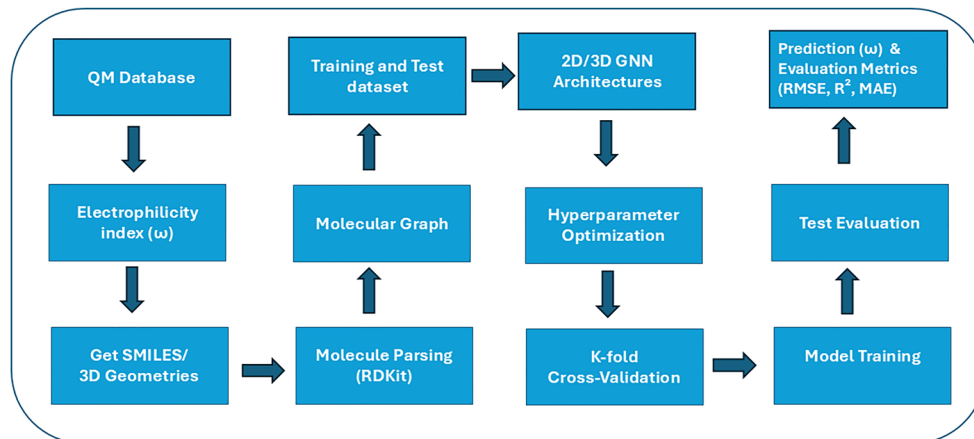 QM Database
Electrophilicity
index (ω)
Get SMILES/
3D Geometries
Molecule Parsing
(RDKit)
Molecular Graph
Training and Test
dataset
2D/3D GNN
Architectures
Hyperparameter
Optimization
K-fold
Cross-Validation
Model Training
Test Evaluation
Prediction (ω) &
Evaluation Metrics
(RMSE, R², MAE)